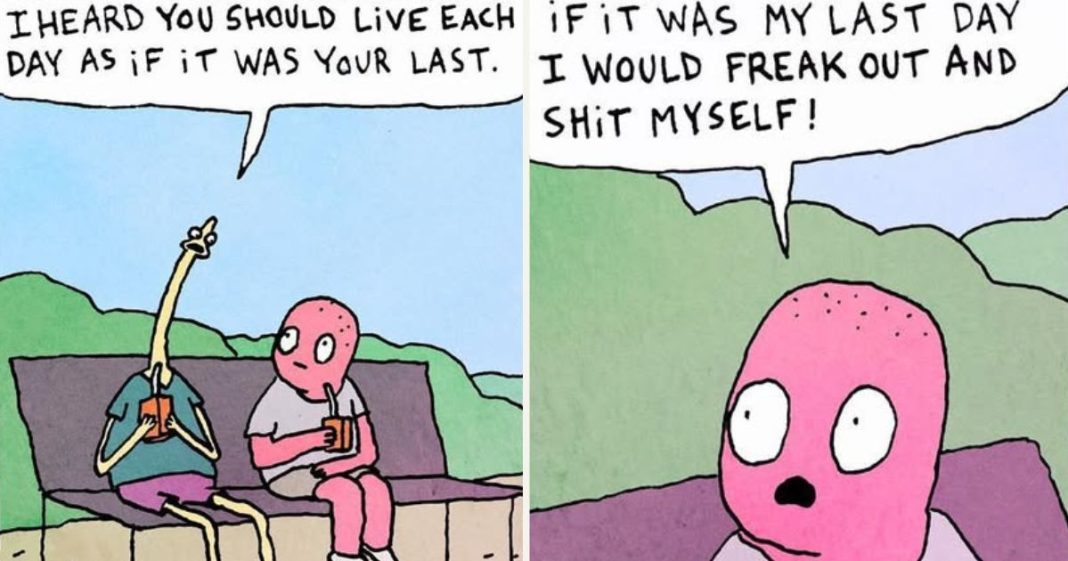 I HEARD YOU SHOULD LiVE EACH
DAY AS iF iT WAS YOUR LAST.
iF iT WAS MY LAST DAY
I WOULD FREAK OUT AND
SHiT MYSELF!